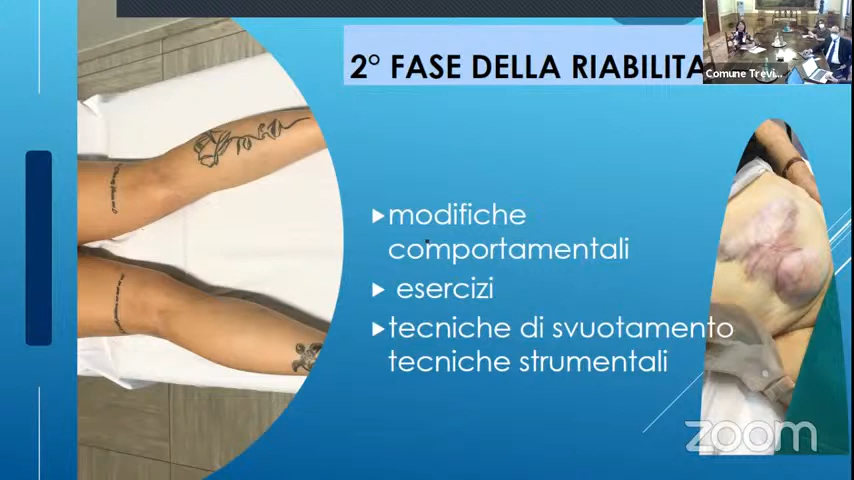 2° FASE DELLA RIABILITA
Comune Trevi...
modifiche
comportamentali
esercizi
tecniche di svuotamento
tecniche strumentali
zoom